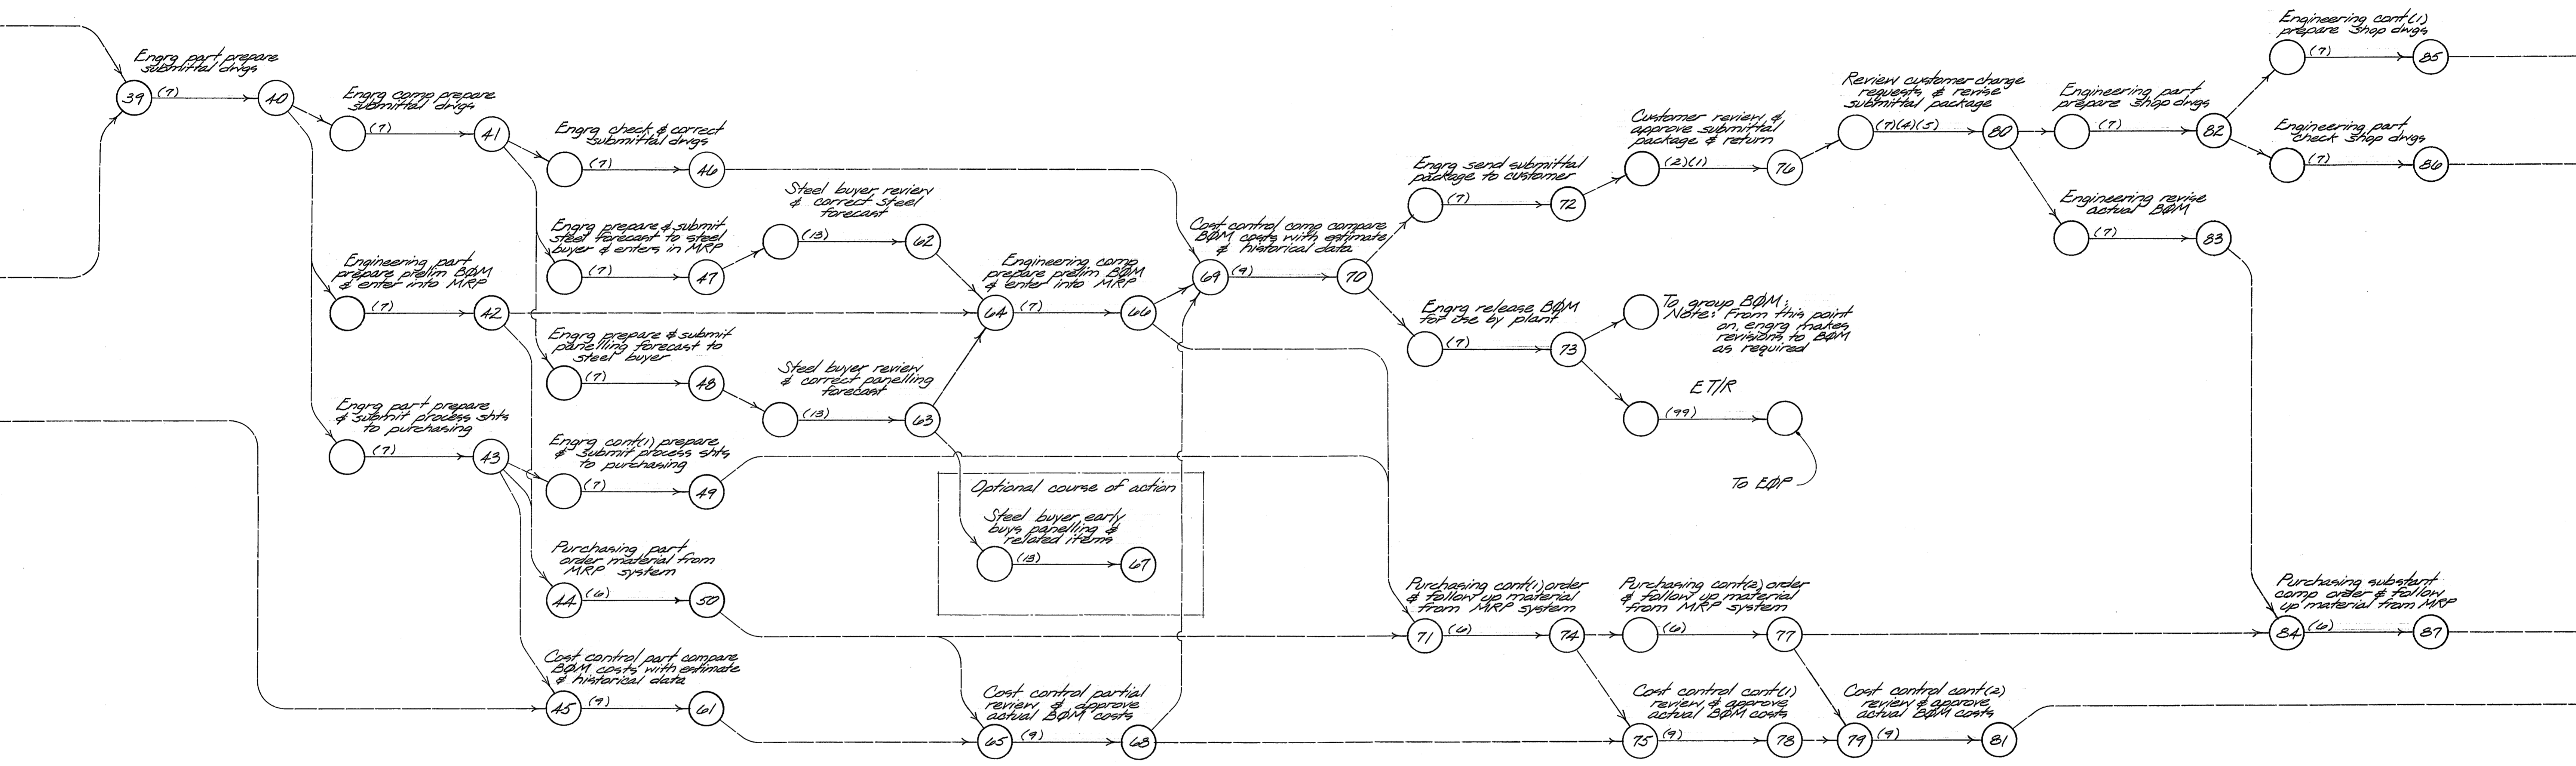 Engrg part prepare
submittal drwgs
39
(7)
40
Engrg comp prepare
submittal drwgs
(7)
41
Engrg check & correct
submittal drwgs
(7)
46
Engrg prepare & submit
steel forecast to steel
buyer & enters in MRP
(7)
47
Steel buyer review
& correct steel
forecast
(13)
62
Engineering part
prepare prelim BØM
& enter into MRP
(7)
42
Engrg prepare & submit
panelling forecast to
steel buyer
(7)
48
Steel buyer review
& correct panelling
forecast
(13)
63
Engineering comp
prepare prelim BØM
& enter into MRP
64
(7)
66
Engrg part prepare
& submit process shts
to purchasing
(7)
43
Engrg cont(1) prepare
& submit process shts
to purchasing
(7)
49
Optional course of action
Steel buyer early
buys panelling &
related items
(13)
67
Purchasing part
order material from
MRP system
44
(6)
50
Cost control part compare
BØM costs with estimate
& historical data
45
(9)
61
Cost control partial
review & approve
actual BØM costs
65
(9)
68
Cost control comp compare
BØM costs with estimate
& historical data
69
(9)
70
Engrg send submittal
package to customer
(7)
72
Customer review &
approve submittal
package & return
(2)(1)
76
Review customer change
requests & revise
submittal package
(7)(4)(5)
80
Engineering part
prepare shop dwgs
(7)
82
Engineering cont(1)
prepare shop dwgs
(7)
85
Engineering part
check shop dwgs
(7)
86
Engineering revise
actual BØM
(7)
83
Engrg release BØM
for use by plant
(7)
73
To group BØM;
Note: From this point
on, engrg makes
revisions to BØM
as required
ET/R
(99)
To EØP
Purchasing cont(1) order
& follow up material
from MRP system
71
(6)
74
Purchasing cont(2) order
& follow up material
from MRP system
(6)
77
Purchasing substant
comp order & follow
up material from MRP
84
(6)
87
Cost control cont(1)
review & approve
actual BØM costs
75
(9)
78
Cost control cont(2)
review & approve
actual BØM costs
79
(9)
81